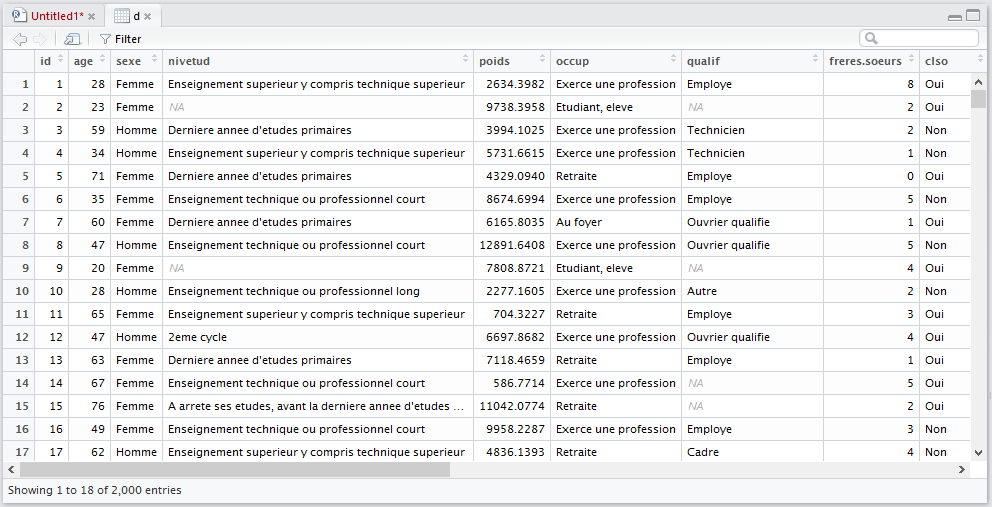 Untitled1* d
Filter
id age sexe nivetud poids occup qualif freres.soeurs clso
1 1 28 Femme Enseignement superieur y compris technique superieur 2634.3982 Exerce une profession Employe 8 Oui
2 2 23 Femme NA 9738.3958 Etudiant, eleve NA 2 Oui
3 3 59 Homme Derniere annee d'etudes primaires 3994.1025 Exerce une profession Technicien 2 Non
4 4 34 Homme Enseignement superieur y compris technique superieur 5731.6615 Exerce une profession Technicien 1 Non
5 5 71 Femme Derniere annee d'etudes primaires 4329.0940 Retraite Employe 0 Oui
6 6 35 Femme Enseignement technique ou professionnel court 8674.6994 Exerce une profession Employe 5 Non
7 7 60 Femme Derniere annee d'etudes primaires 6165.8035 Au foyer Ouvrier qualifie 1 Oui
8 8 47 Homme Enseignement technique ou professionnel court 12891.6408 Exerce une profession Ouvrier qualifie 5 Non
9 9 20 Femme NA 7808.8721 Etudiant, eleve NA 4 Oui
10 10 28 Homme Enseignement technique ou professionnel long 2277.1605 Exerce une profession Autre 2 Non
11 11 65 Femme Enseignement superieur y compris technique superieur 704.3227 Retraite Employe 3 Oui
12 12 47 Homme 2eme cycle 6697.8682 Exerce une profession Ouvrier qualifie 4 Oui
13 13 63 Femme Derniere annee d'etudes primaires 7118.4659 Retraite Employe 1 Oui
14 14 67 Femme Enseignement technique ou professionnel court 586.7714 Exerce une profession NA 5 Oui
15 15 76 Femme A arrete ses etudes, avant la derniere annee d'etudes ... 11042.0774 Retraite NA 2 Oui
16 16 49 Femme Enseignement technique ou professionnel court 9958.2287 Exerce une profession Employe 3 Non
17 17 62 Homme Enseignement superieur y compris technique superieur 4836.1393 Retraite Cadre 4 Non
Showing 1 to 18 of 2,000 entries